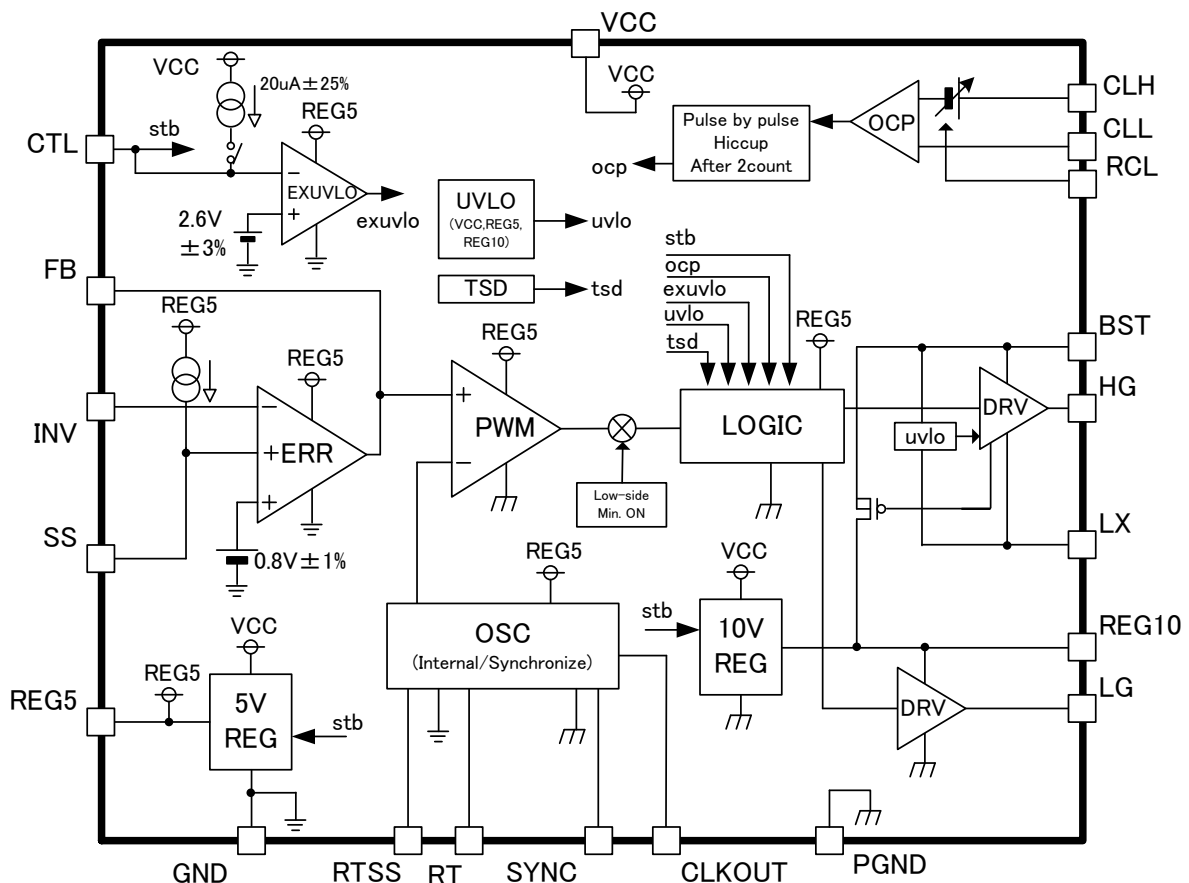 VCC
VCC
20uA±25%
VCC
REG5
CLH
CTL
stb
OCP
Pulse by pulse
Hiccup
After 2count
CLL
ocp
RCL
EXUVLO
−
+
exuvlo
2.6V
±3%
UVLO
(VCC,REG5,
REG10)
uvlo
stb
FB
TSD
tsd
ocp
exuvlo
uvlo
tsd
REG5
REG5
REG5
REG5
BST
INV
−
+
ERR
+
+
PWM
−
LOGIC
DRV
HG
uvlo
Low-side
Min. ON
SS
0.8V±1%
LX
REG5
VCC
OSC
(Internal/Synchronize)
stb
10V
REG
REG10
VCC
REG5
REG5
5V
REG
stb
DRV
LG
GND
RTSS
RT
SYNC
CLKOUT
PGND